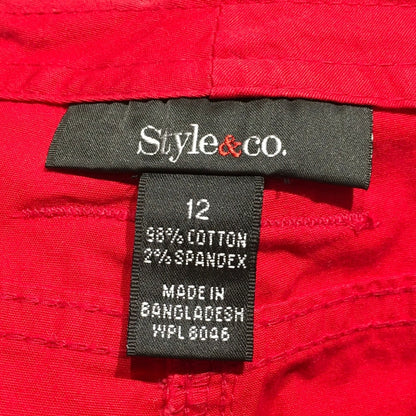 Style&co.
12
98% COTTON
2% SPANDEX
MADE IN
BANGLADESH
WPL 8046